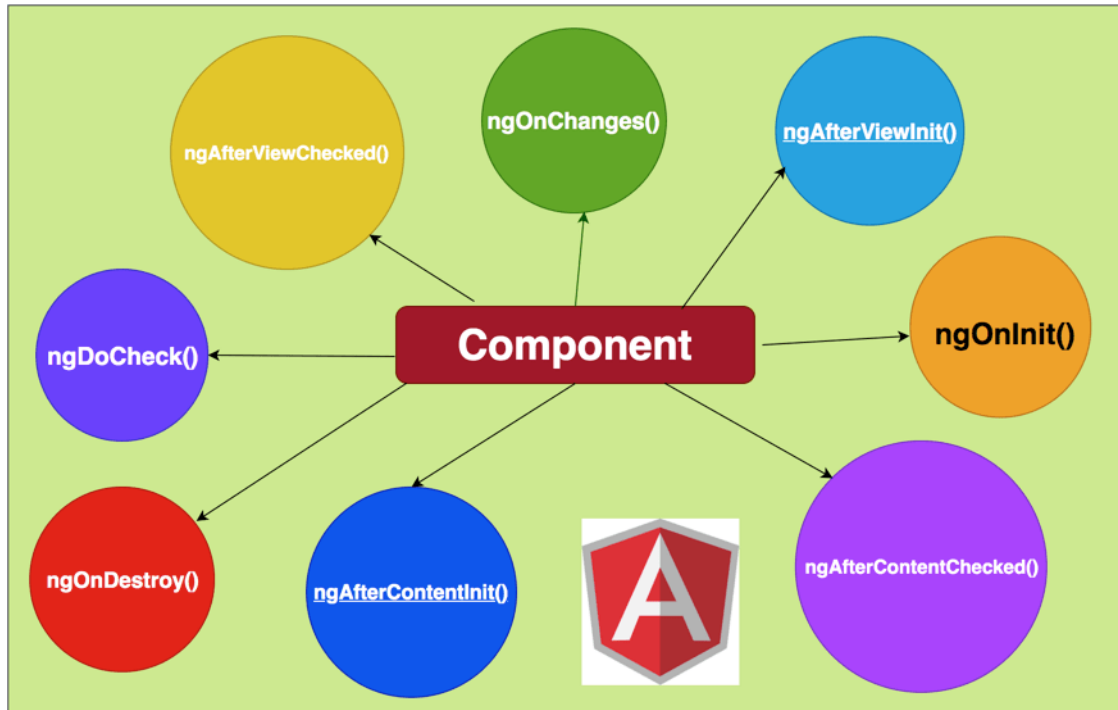 ngOnChanges()
ngAfterViewInit()
ngAfterViewChecked()
ngOnInit()
Component
ngDoCheck()
ngAfterContentChecked()
ngOnDestroy()
ngAfterContentInit()
A